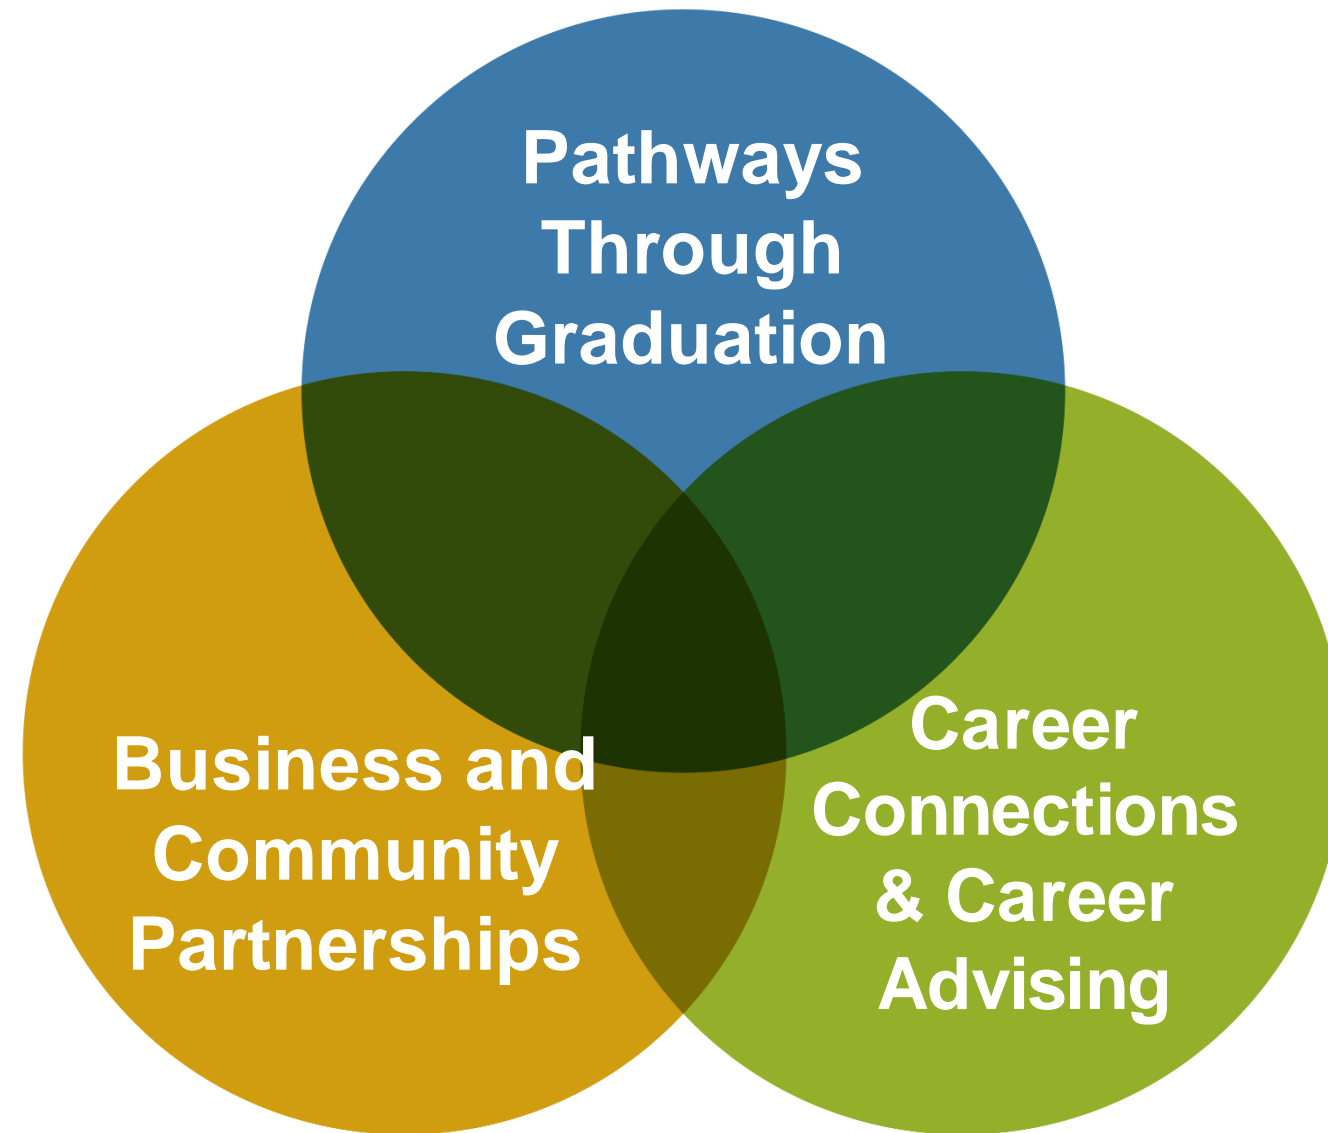 Pathways
Through
Graduation
Business and
Community
Partnerships
Career
Connections
& Career
Advising